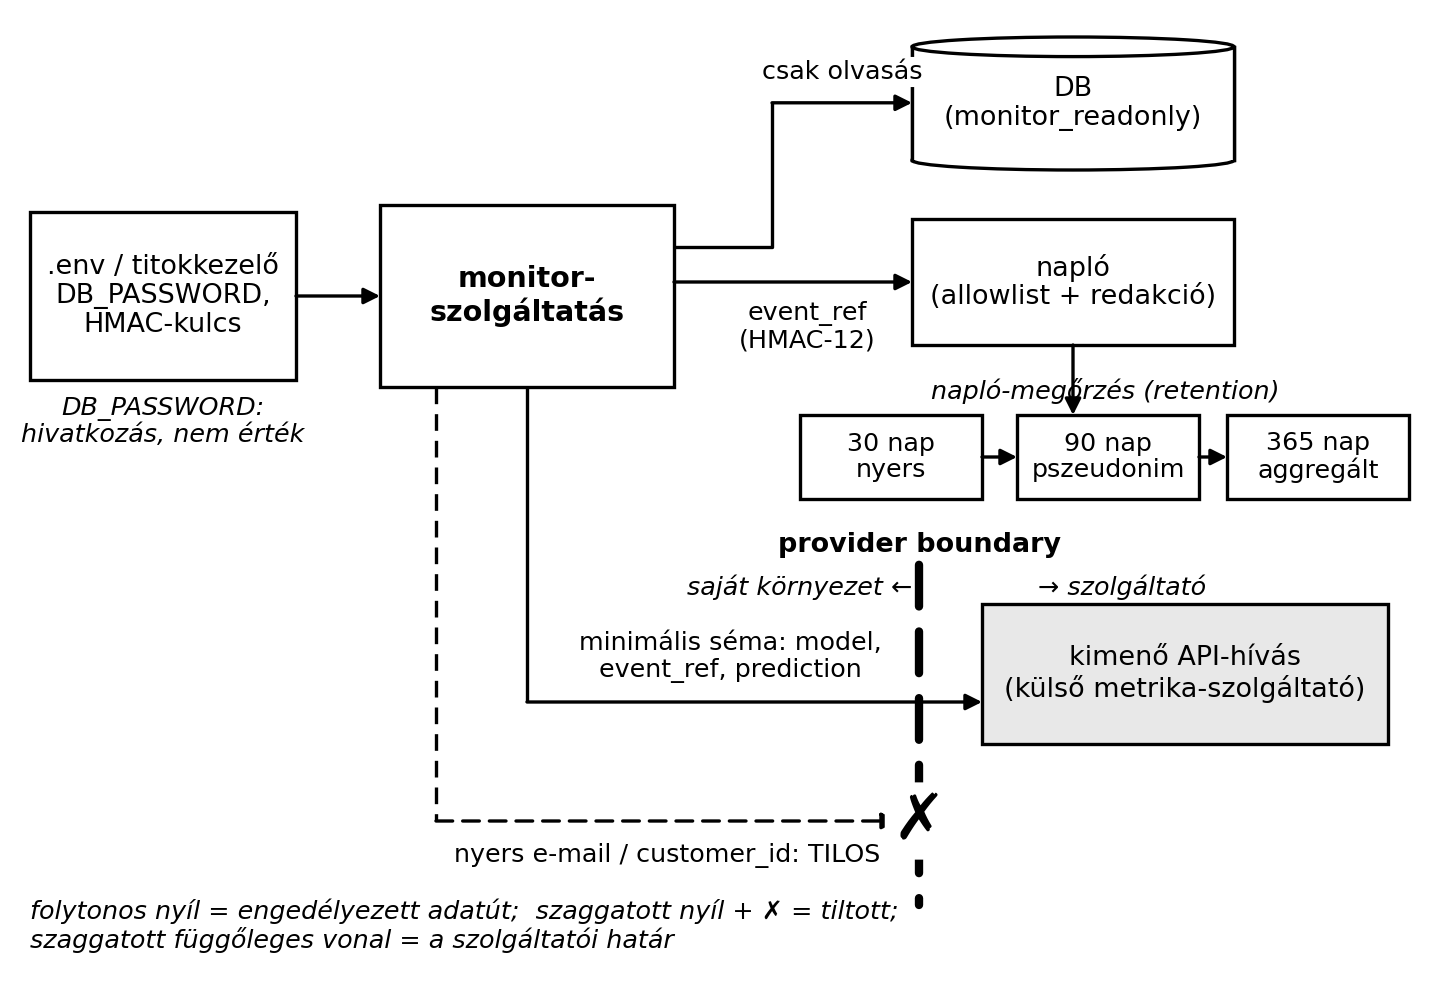 csak olvasás
DB
(monitor_readonly)
.env / titokkezelő
DB_PASSWORD,
HMAC-kulcs
DB_PASSWORD:
hivatkozás, nem érték
monitor-
szolgáltatás
event_ref
(HMAC-12)
napló
(allowlist + redakció)
napló-megőrzés (retention)
30 nap
nyers
90 nap
pszeudonim
365 nap
aggregált
provider boundary
saját környezet ←
→ szolgáltató
minimális séma: model,
event_ref, prediction
kimenő API-hívás
(külső metrika-szolgáltató)
✗
nyers e-mail / customer_id: TILOS
folytonos nyíl = engedélyezett adatút;  szaggatott nyíl + ✗ = tiltott;
szaggatott függőleges vonal = a szolgáltatói határ